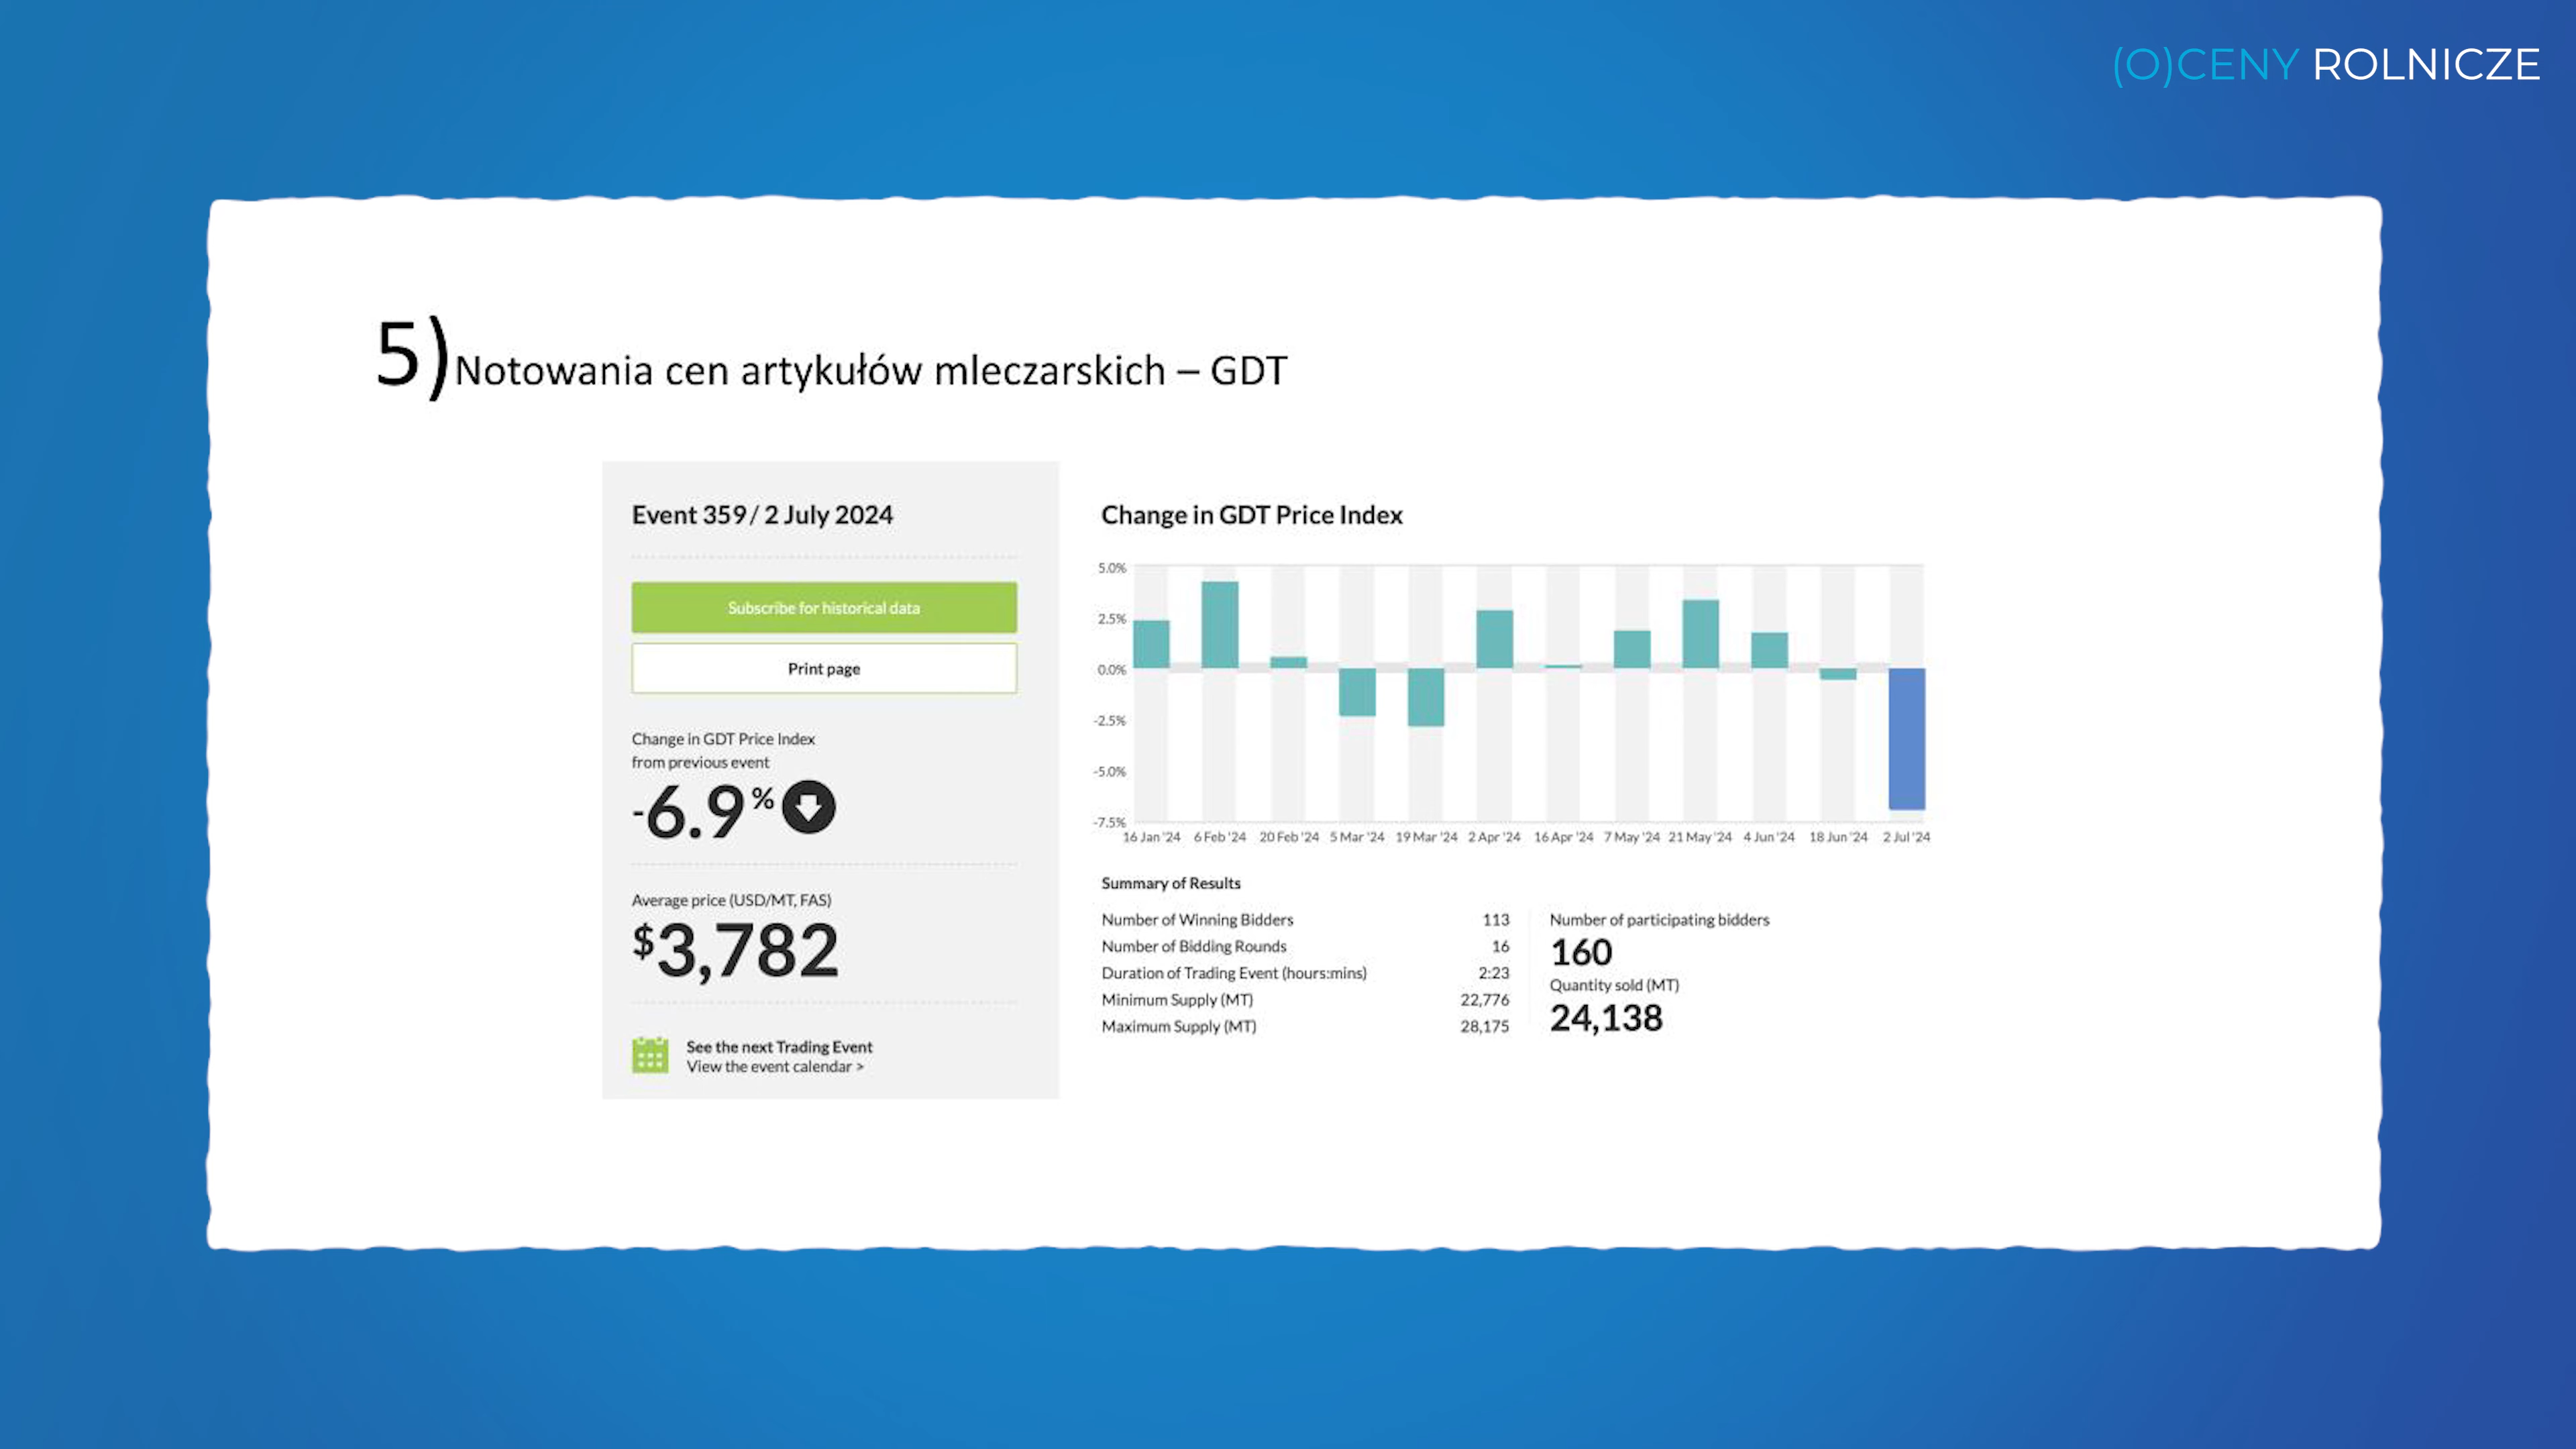 (O)CENY ROLNICZE
5) Notowania cen artykułów mleczarskich – GDT
Event 359/ 2 July 2024
Subscribe for historical data
Print page
Change in GDT Price Index
from previous event
-6.9%
Average price (USD/MT, FAS)
$3,782
See the next Trading Event
View the event calendar >
Change in GDT Price Index
5.0%
2.5%
0.0%
-2.5%
-5.0%
-7.5%
16 Jan '24 6 Feb '24 20 Feb '24 5 Mar '24 19 Mar '24 2 Apr '24 16 Apr '24 7 May '24 21 May '24 4 Jun '24 18 Jun '24 2 Jul '24
Summary of Results
Number of Winning Bidders 113
Number of Bidding Rounds 16
Duration of Trading Event (hours:mins) 2:23
Minimum Supply (MT) 22,776
Maximum Supply (MT) 28,175
Number of participating bidders
160
Quantity sold (MT)
24,138